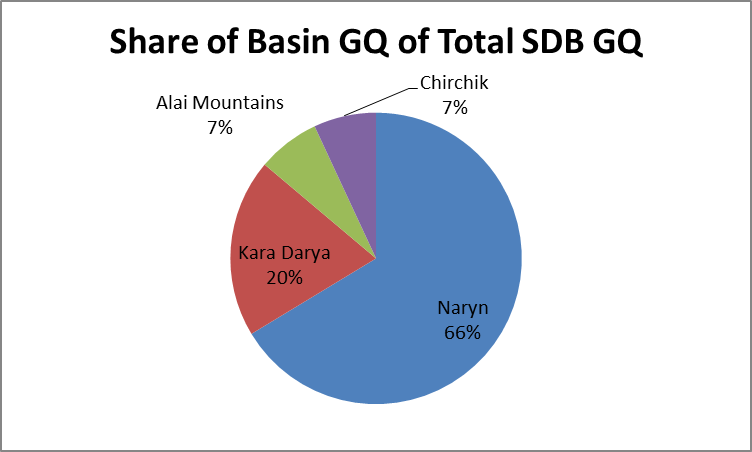 Share of Basin GQ of Total SDB GQ
Chirchik
7%
Alai Mountains
7%
Kara Darya
20%
Naryn
66%